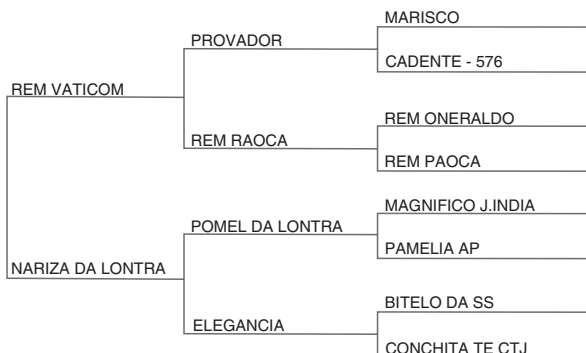 MARISCO
PROVADOR
CADENTE - 576
REM VATICOM
REM ONERALDO
REM RAOCA
REM PAOCA
MAGNIFICO J.INDIA
POMEL DA LONTRA
PAMELIA AP
NARIZA DA LONTRA
BITELO DA SS
ELEGANCIA
CONCHITA TE CTJ